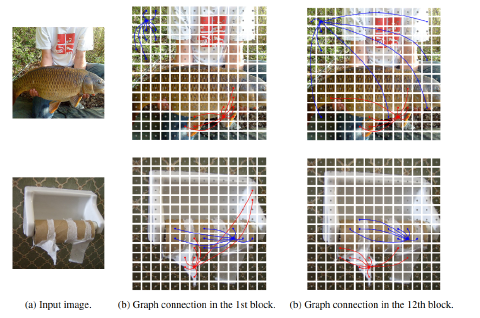 (a) Input image.
(b) Graph connection in the 1st block.
(b) Graph connection in the 12th block.